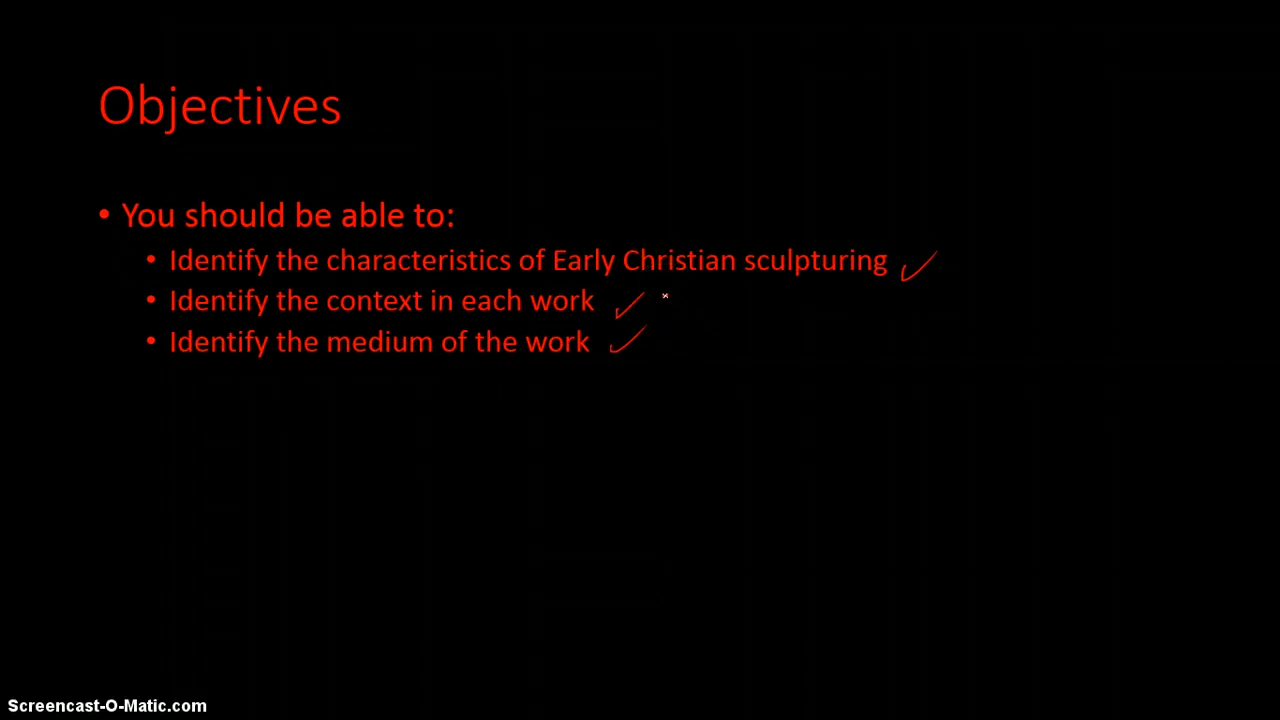 Objectives
• You should be able to:
• Identify the characteristics of Early Christian sculpturing ✓
• Identify the context in each work ✓
• Identify the medium of the work ✓
Screencast-O-Matic.com